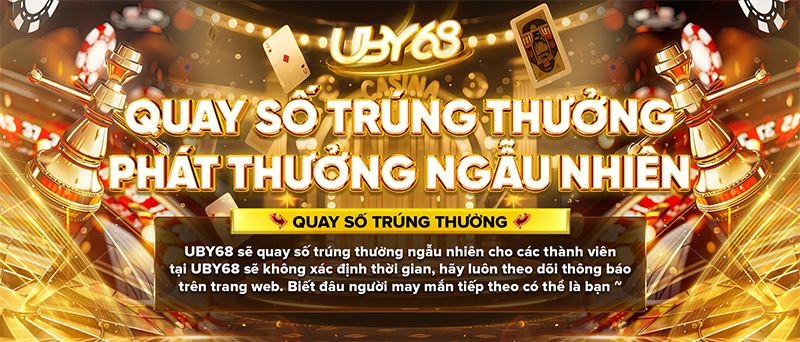 UBY68
CASINO
QUAY SỐ TRÚNG THƯỞNG
PHÁT THƯỞNG NGẪU NHIÊN
QUAY SỐ TRÚNG THƯỞNG
UBY68 sẽ quay số trúng thưởng ngẫu nhiên cho các thành viên
tại UBY68 sẽ không xác định thời gian, hãy luôn theo dõi thông báo
trên trang web. Biết đâu người may mắn tiếp theo có thể là bạn ~